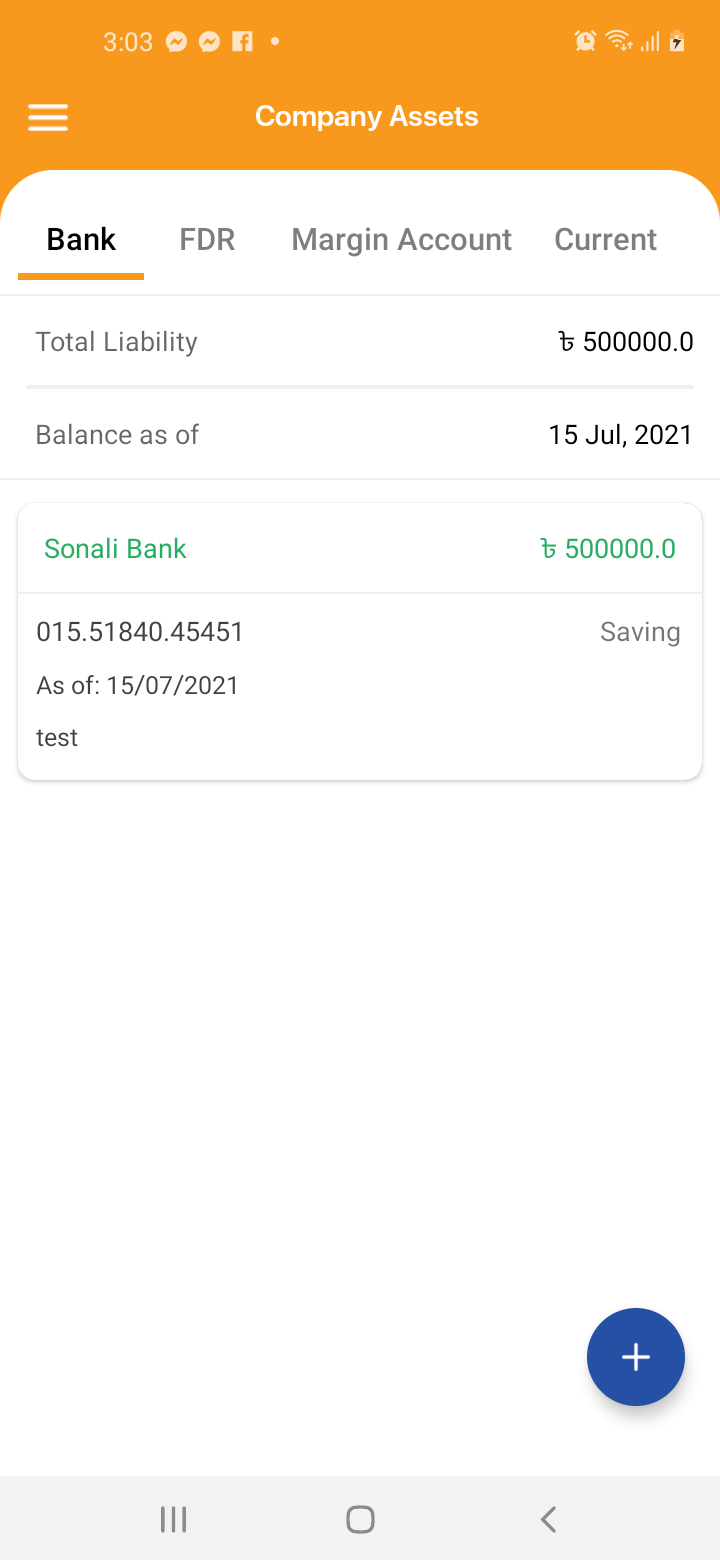 3:03
Company Assets
Bank FDR Margin Account Current
Total Liability ৳ 500000.0
Balance as of 15 Jul, 2021
Sonali Bank ৳ 500000.0
015.51840.45451 Saving
As of: 15/07/2021
test